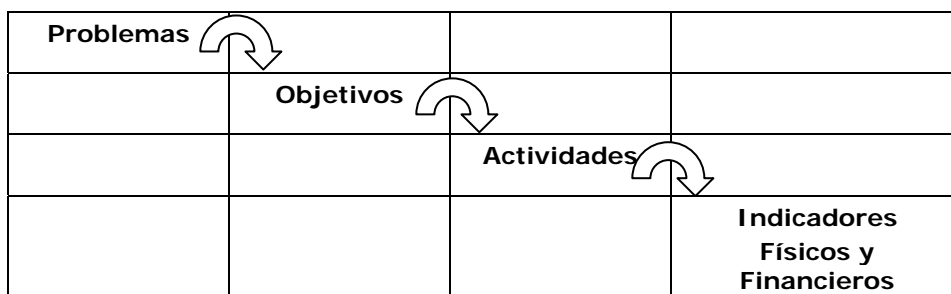 Problemas
Objetivos
Actividades
Indicadores
Físicos y
Financieros